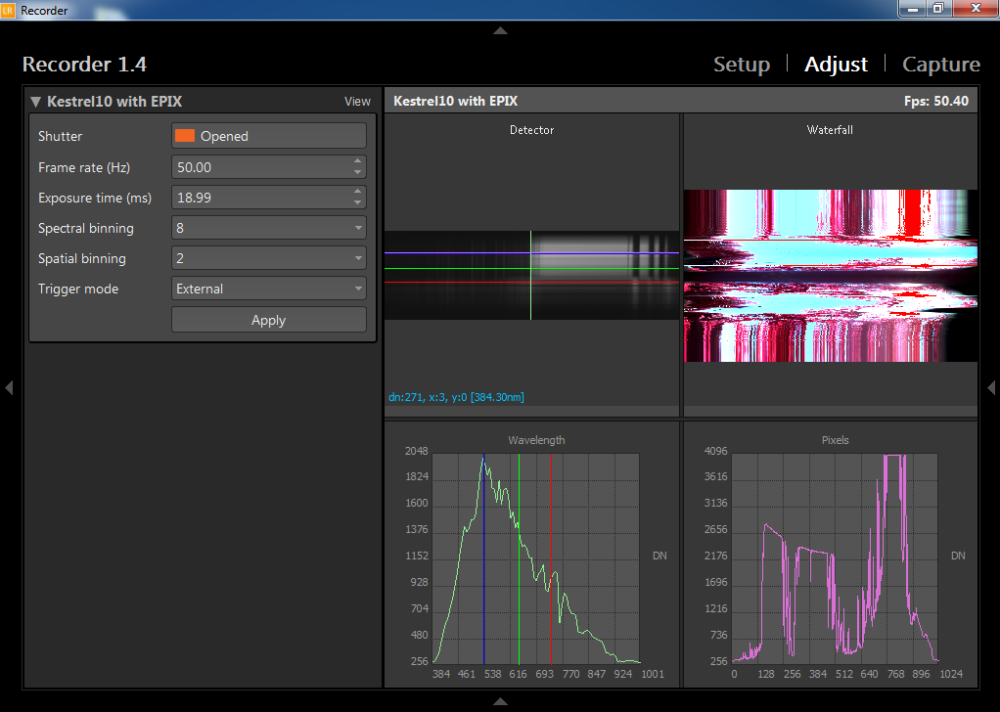 LR Recorder
Recorder 1.4
Setup | Adjust | Capture
Kestrel10 with EPIX View
Shutter Opened
Frame rate (Hz) 50.00
Exposure time (ms) 18.99
Spectral binning 8
Spatial binning 2
Trigger mode External
Apply
Kestrel10 with EPIX Fps: 50.40
Detector
dn:271, x:3, y:0 [384.30nm]
Waterfall
Wavelength
2048
1824
1600
1376
1152
928
704
480
256
DN
384 461 538 616 693 770 847 924 1001
Pixels
4096
3616
3136
2656
2176
1696
1216
736
256
DN
0 128 256 384 512 640 768 896 1024